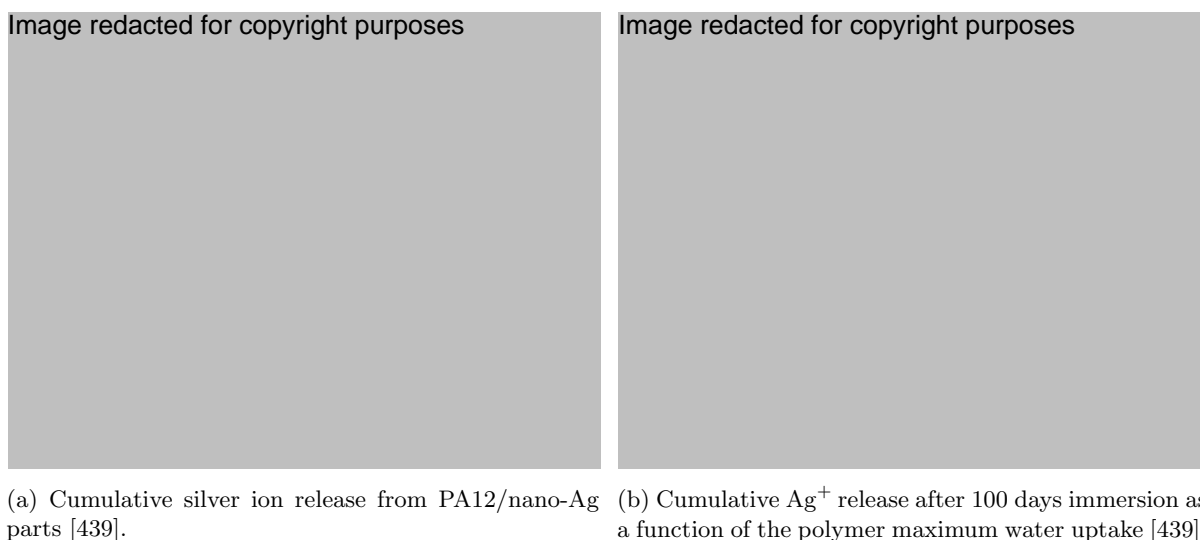 Image redacted for copyright purposes
Image redacted for copyright purposes
(a) Cumulative silver ion release from PA12/nano-Ag
parts [439].
(b) Cumulative Ag⁺ release after 100 days immersion as
a function of the polymer maximum water uptake [439]